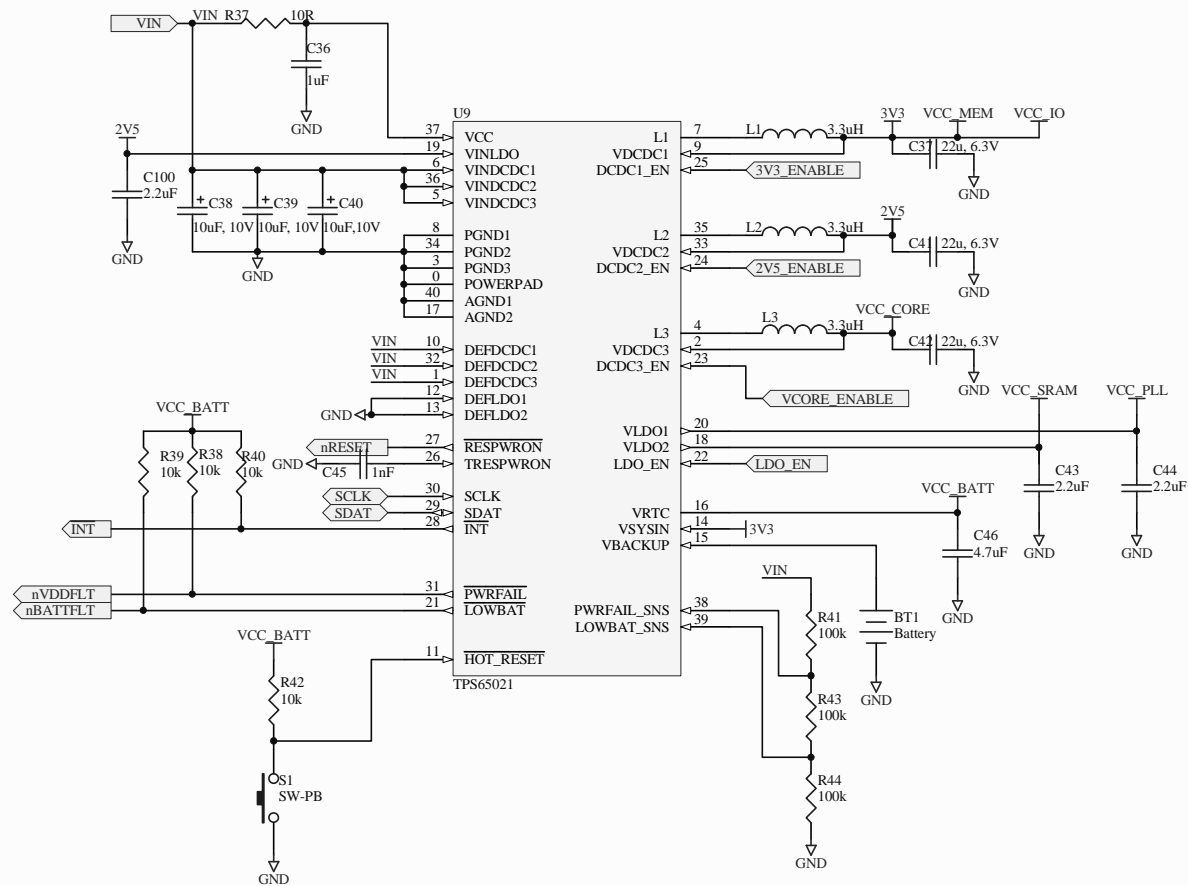 VIN
VIN R37 10R
C36
1uF
GND
2V5
C100
2.2uF
GND
C38
10uF, 10V
C39
10uF, 10V
C40
10uF,10V
GND
U9
37 VCC
19 VINLDO
6 VINDCDC1
36 VINDCDC2
5 VINDCDC3
8 PGND1
34 PGND2
3 PGND3
0 POWERPAD
40 AGND1
17 AGND2
VIN 10 DEFDCDC1
VIN 32 DEFDCDC2
VIN 1 DEFDCDC3
12 DEFLDO1
GND 13 DEFLDO2
nRESET 27 RESPWRON
GND C45 1nF 26 TRESPWRON
SCLK 30 SCLK
SDAT 29 SDAT
INT 28 INT
nVDDFLT 31 PWRFAIL
nBATTFLT 21 LOWBAT
11 HOT_RESET
TPS65021
VCC_BATT
R39
10k
R38
10k
R40
10k
VCC_BATT
R42
10k
S1
SW-PB
GND
L1 7 L1 3.3uH
VDCDC1 9
DCDC1_EN 25 3V3_ENABLE
3V3 VCC_MEM VCC_IO
C37 22u, 6.3V
GND
L2 35 L2 3.3uH
VDCDC2 33
DCDC2_EN 24 2V5_ENABLE
2V5
C41 22u, 6.3V
GND
L3 4 L3 3.3uH
VDCDC3 2
DCDC3_EN 23
VCORE_ENABLE
VCC_CORE
C42 22u, 6.3V
GND
VCC_SRAM VCC_PLL
VLDO1 20
VLDO2 18
LDO_EN 22 LDO_EN
C43
2.2uF
GND
C44
2.2uF
GND
VRTC 16
VSYSIN 14 3V3
VBACKUP 15
VCC_BATT
C46
4.7uF
GND
PWRFAIL_SNS 38
LOWBAT_SNS 39
VIN
R41
100k
R43
100k
R44
100k
GND
BT1
Battery
GND